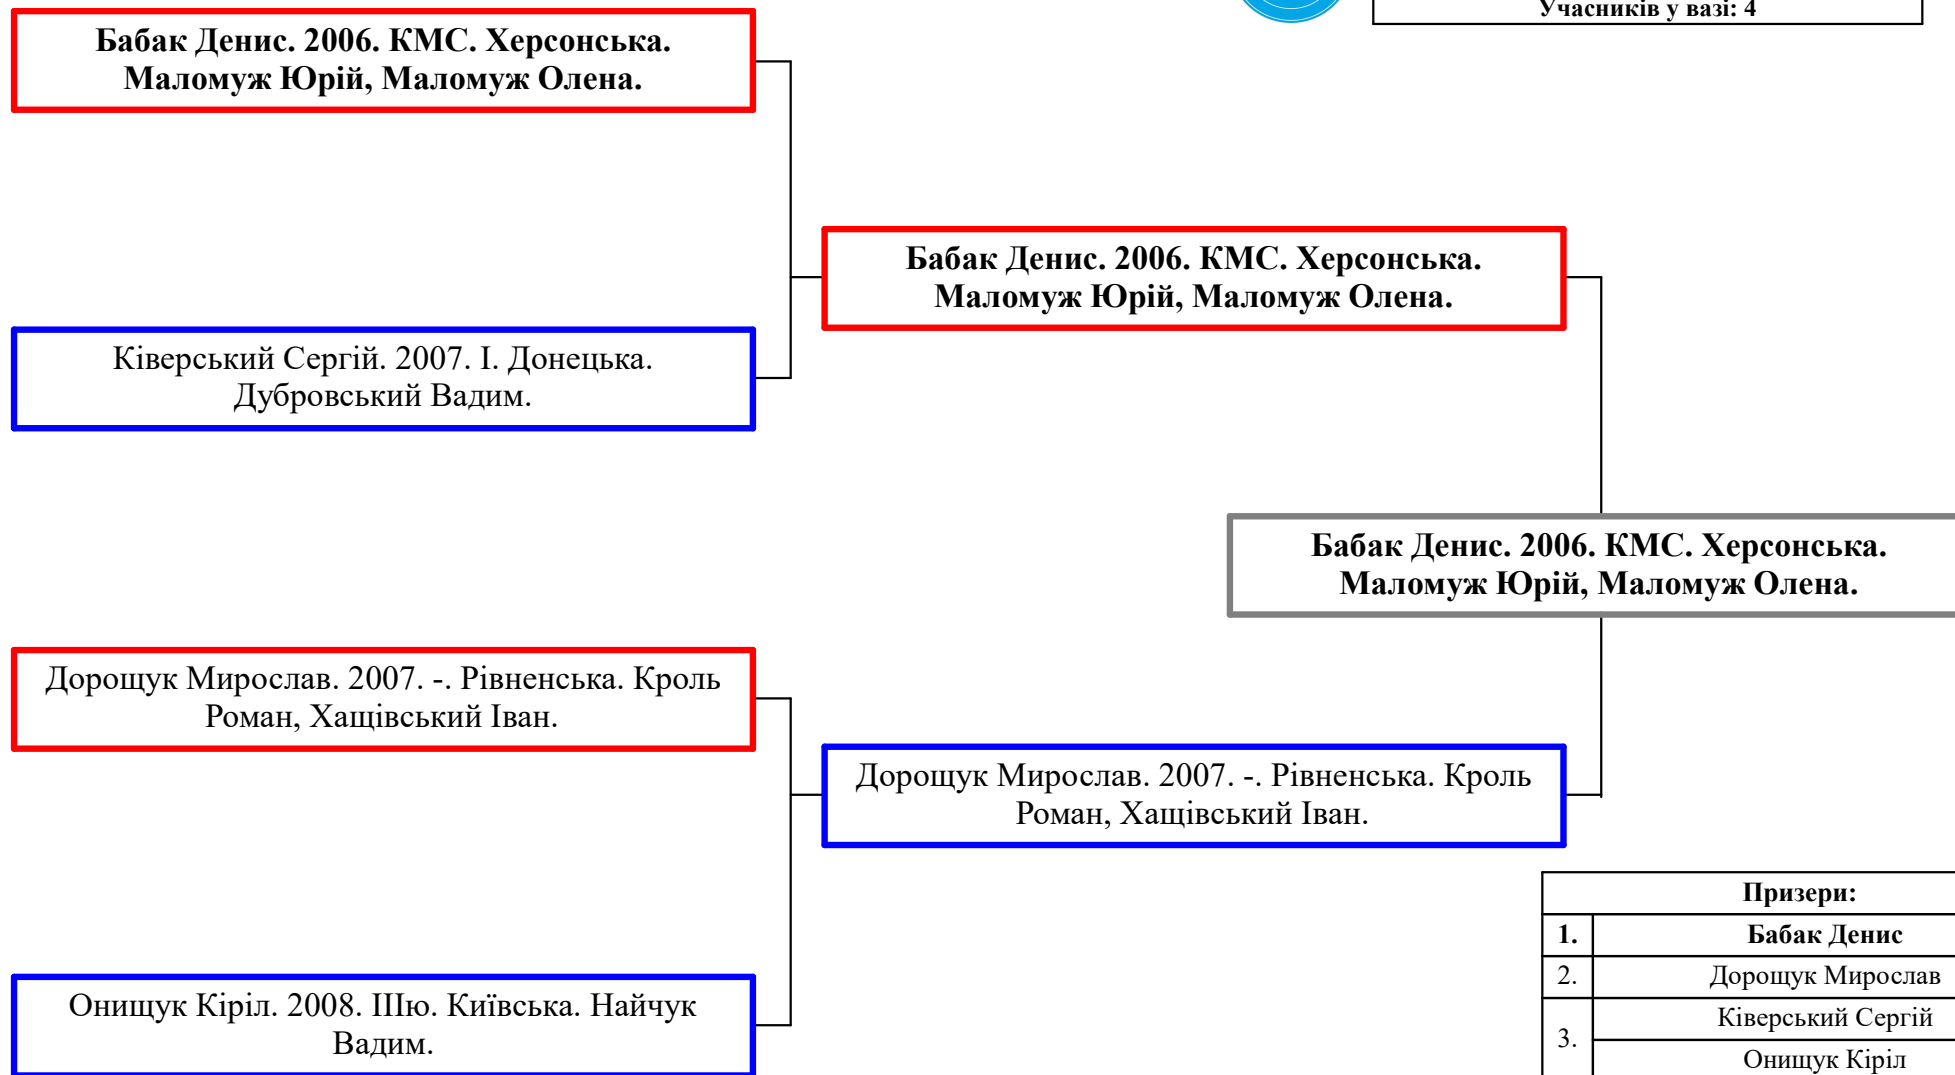 Учасників у вазі: 4
Бабак Денис. 2006. КМС. Херсонська.
Маломуж Юрій, Маломуж Олена.
Бабак Денис. 2006. КМС. Херсонська.
Маломуж Юрій, Маломуж Олена.
Ківерський Сергій. 2007. І. Донецька.
Дубровський Вадим.
Бабак Денис. 2006. КМС. Херсонська.
Маломуж Юрій, Маломуж Олена.
Дорощук Мирослав. 2007. -. Рівненська. Кроль
Роман, Хащівський Іван.
Дорощук Мирослав. 2007. -. Рівненська. Кроль
Роман, Хащівський Іван.
Онищук Кіріл. 2008. ІІІю. Київська. Найчук
Вадим.
Призери:
1. Бабак Денис
2. Дорощук Мирослав
3. Ківерський Сергій
Онищук Кіріл